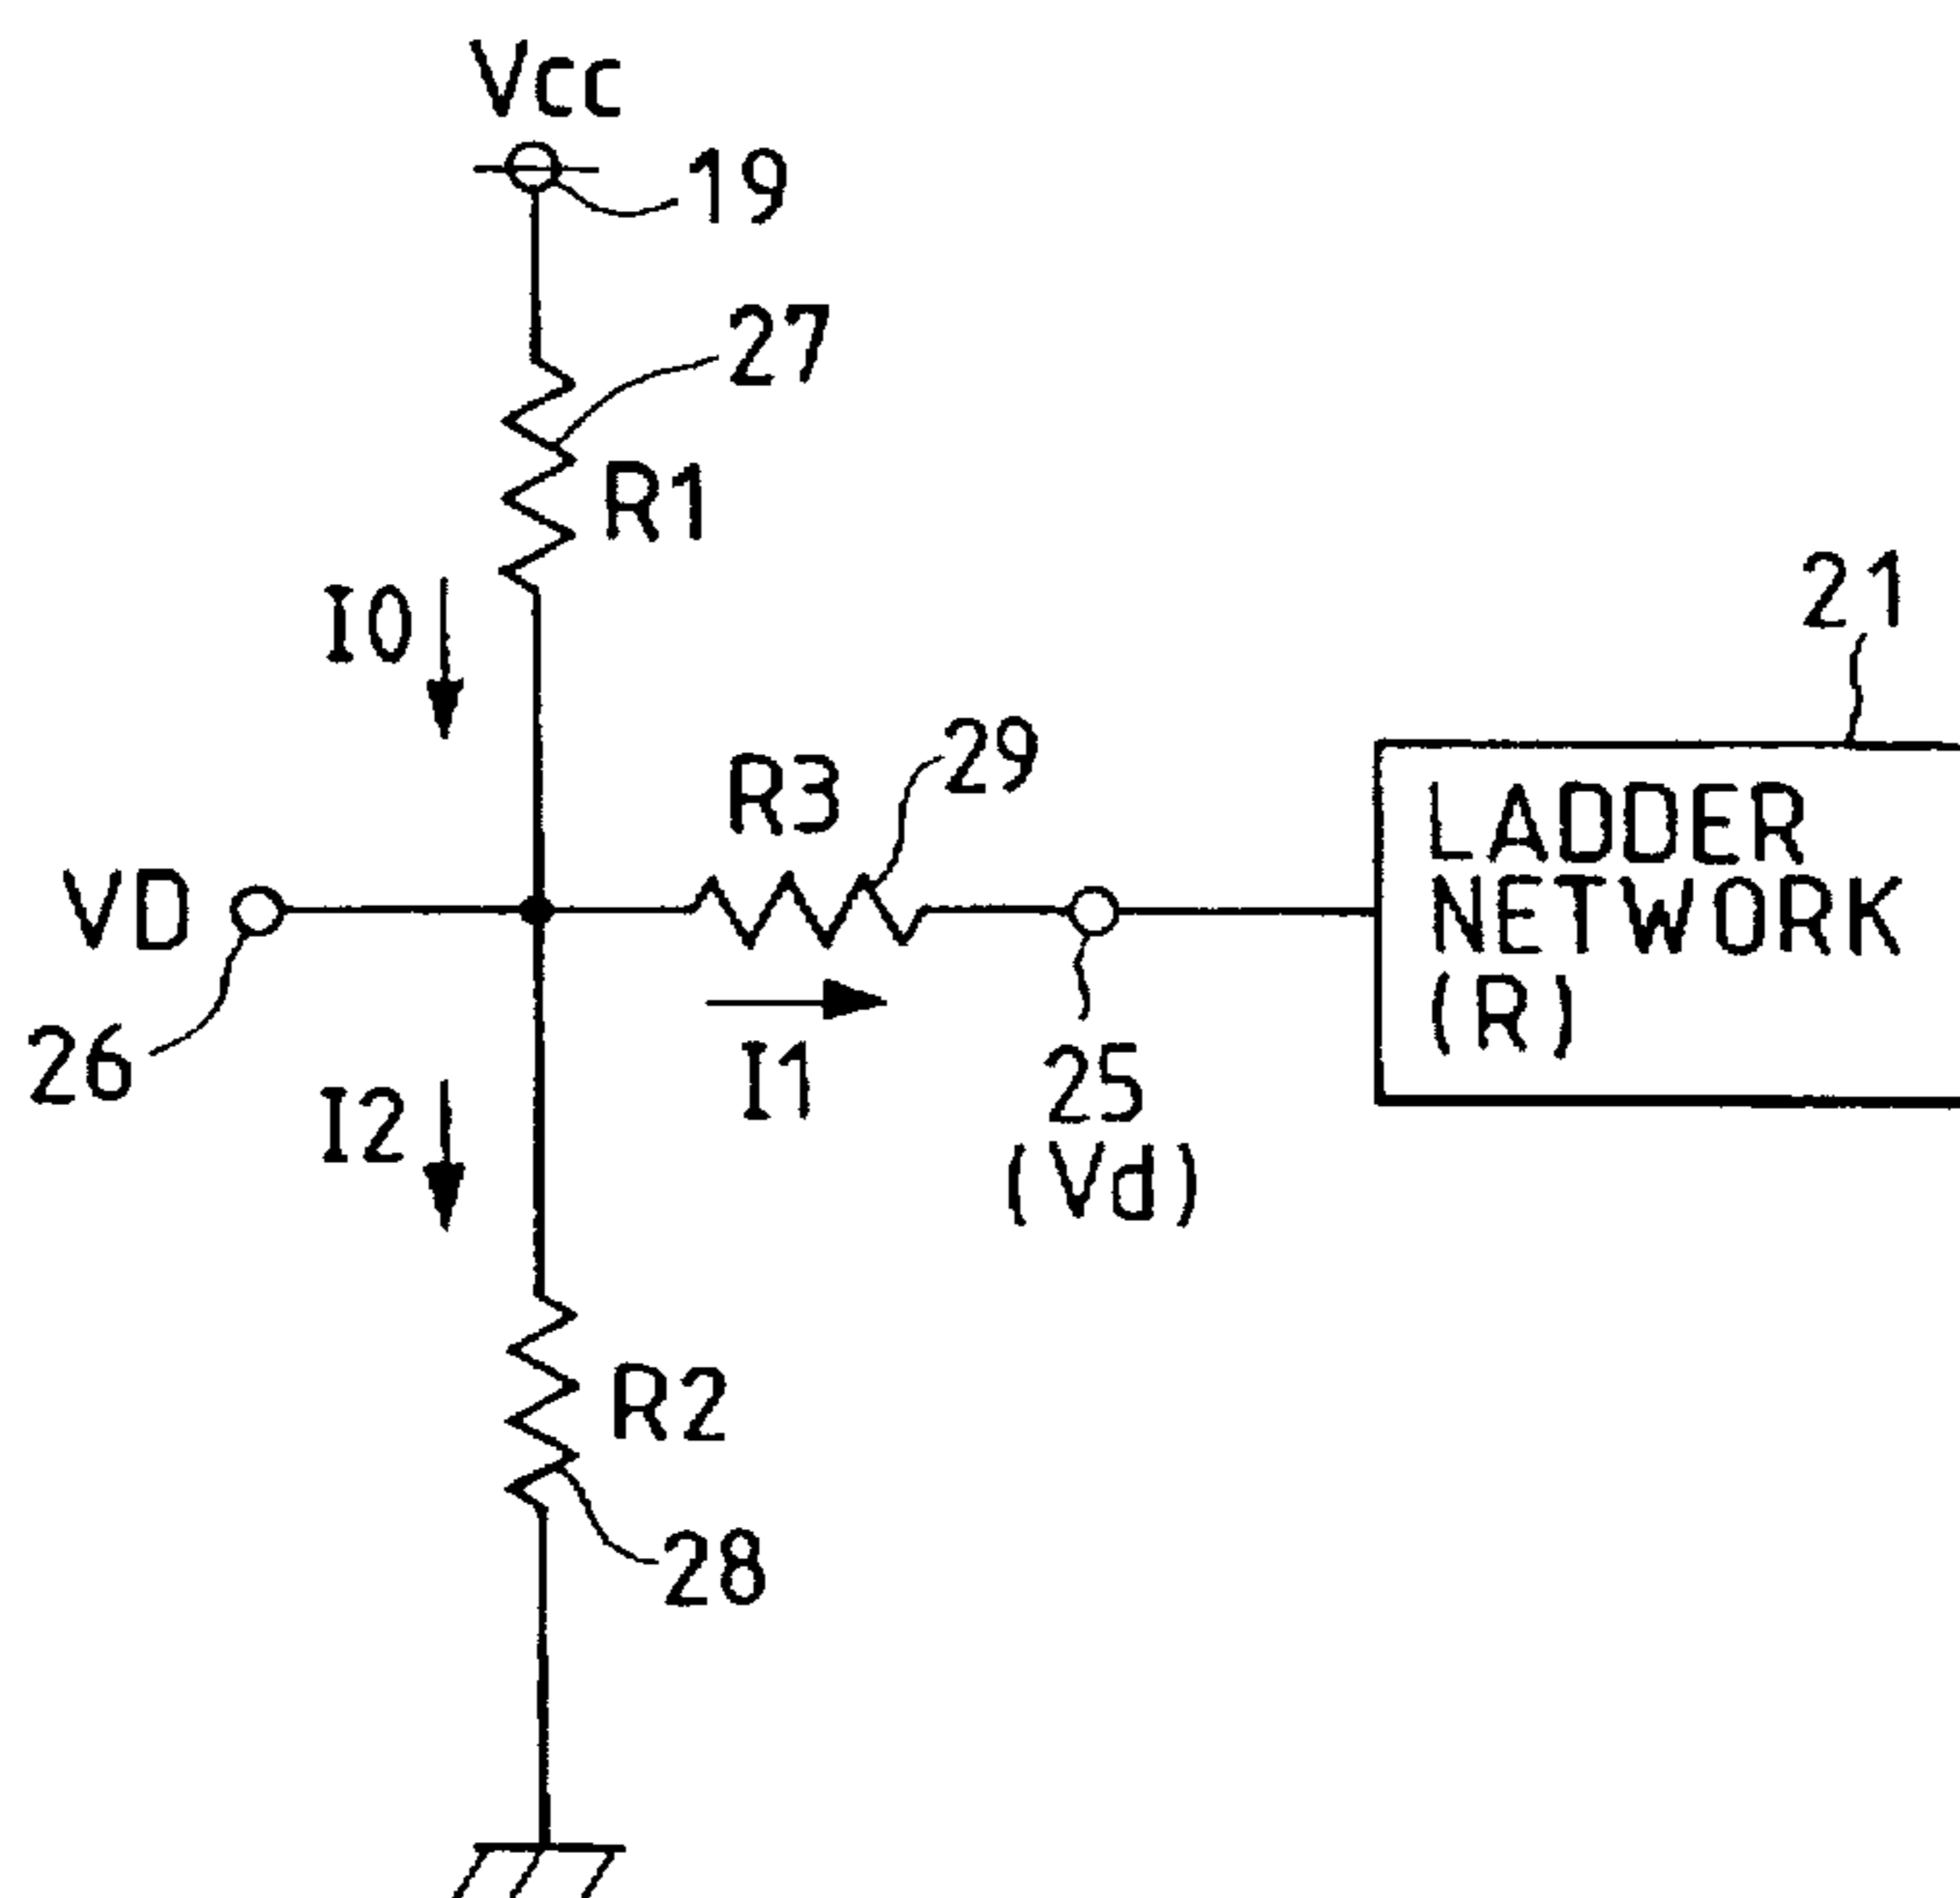 Vcc
19
27
R1
I0
21
R3
29
LADDER
NETWORK
(R)
VD
26
I1
25
(Vd)
I2
R2
28